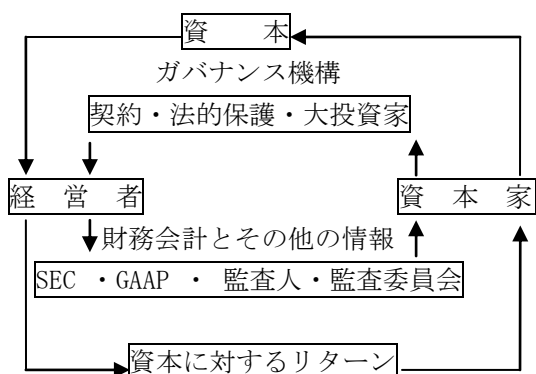 資 本
ガバナンス機構
契約・法的保護・大投資家
経 営 者
資 本 家
財務会計とその他の情報
SEC ・GAAP ・ 監査人・監査委員会
資本に対するリターン